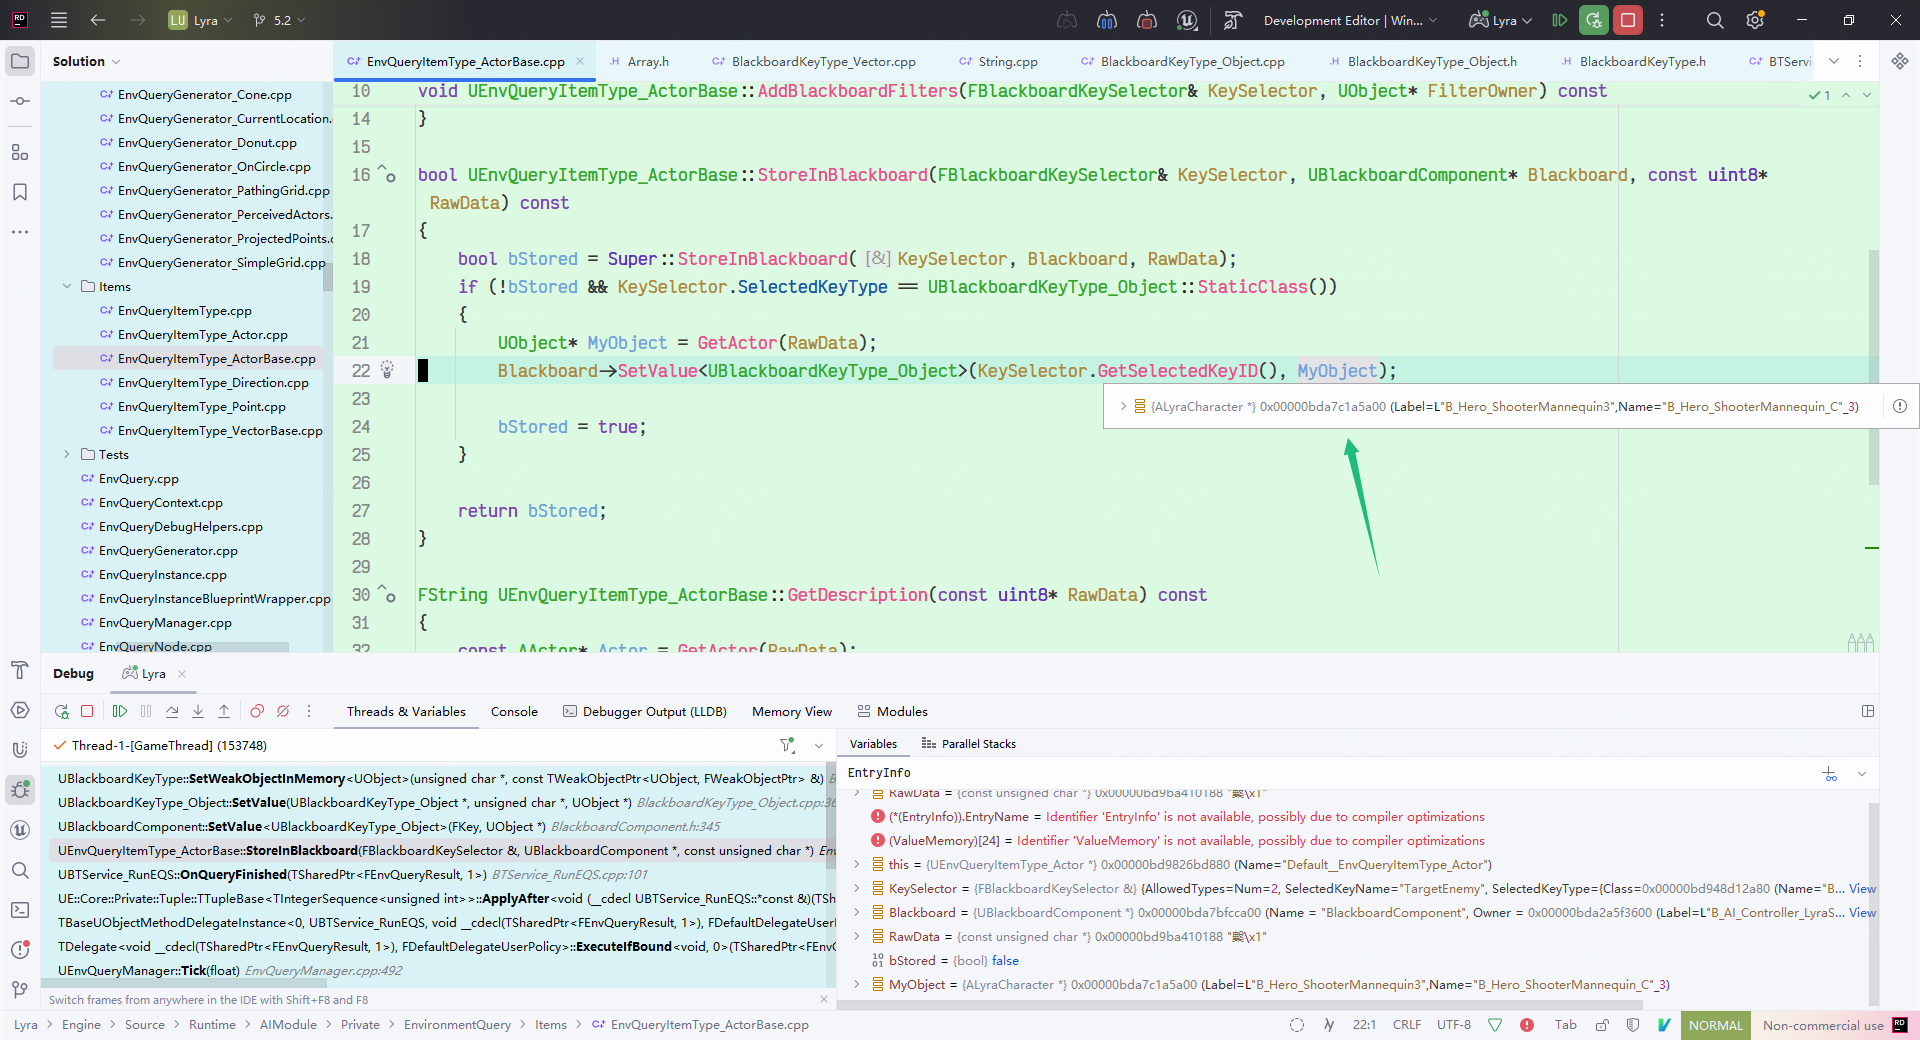 RD LU Lyra 5.2 Development Editor | Win... Lyra
Solution
EnvQueryItemType_ActorBase.cpp Array.h BlackboardKeyType_Vector.cpp String.cpp BlackboardKeyType_Object.cpp BlackboardKeyType_Object.h BlackboardKeyType.h BTServi
EnvQueryGenerator_Cone.cpp
EnvQueryGenerator_CurrentLocation.
EnvQueryGenerator_Donut.cpp
EnvQueryGenerator_OnCircle.cpp
EnvQueryGenerator_PathingGrid.cpp
EnvQueryGenerator_PerceivedActors.
EnvQueryGenerator_ProjectedPoints.c
EnvQueryGenerator_SimpleGrid.cpp
Items
EnvQueryItemType.cpp
EnvQueryItemType_Actor.cpp
EnvQueryItemType_ActorBase.cpp
EnvQueryItemType_Direction.cpp
EnvQueryItemType_Point.cpp
EnvQueryItemType_VectorBase.cpp
Tests
EnvQuery.cpp
EnvQueryContext.cpp
EnvQueryDebugHelpers.cpp
EnvQueryGenerator.cpp
EnvQueryInstance.cpp
EnvQueryInstanceBlueprintWrapper.cpp
EnvQueryManager.cpp
EnvQueryNode.cpp
10 void UEnvQueryItemType_ActorBase::AddBlackboardFilters(FBlackboardKeySelector& KeySelector, UObject* FilterOwner) const
1
14 }
15
16 bool UEnvQueryItemType_ActorBase::StoreInBlackboard(FBlackboardKeySelector& KeySelector, UBlackboardComponent* Blackboard, const uint8*
RawData) const
17 {
18 bool bStored = Super::StoreInBlackboard( [&] KeySelector, Blackboard, RawData);
19 if (!bStored && KeySelector.SelectedKeyType == UBlackboardKeyType_Object::StaticClass())
20 {
21 UObject* MyObject = GetActor(RawData);
22 Blackboard->SetValue<UBlackboardKeyType_Object>(KeySelector.GetSelectedKeyID(), MyObject);
23
{ALyraCharacter *} 0x00000bda7c1a5a00 (Label=L"B_Hero_ShooterMannequin3",Name="B_Hero_ShooterMannequin_C"_3)
24 bStored = true;
25 }
26
27 return bStored;
28 }
29
30 FString UEnvQueryItemType_ActorBase::GetDescription(const uint8* RawData) const
31 {
32 const AActor* Actor = GetActor(RawData);
Debug Lyra
Threads & Variables Console Debugger Output (LLDB) Memory View Modules
Thread-1-[GameThread] (153748)
UBlackboardKeyType::SetWeakObjectInMemory<UObject>(unsigned char *, const TWeakObjectPtr<UObject, FWeakObjectPtr> &) B
UBlackboardKeyType_Object::SetValue(UBlackboardKeyType_Object *, unsigned char *, UObject *) BlackboardKeyType_Object.cpp:36
UBlackboardComponent::SetValue<UBlackboardKeyType_Object>(FKey, UObject *) BlackboardComponent.h:345
UEnvQueryItemType_ActorBase::StoreInBlackboard(FBlackboardKeySelector &, UBlackboardComponent *, const unsigned char *) Env
UBTService_RunEQS::OnQueryFinished(TSharedPtr<FEnvQueryResult, 1>) BTService_RunEQS.cpp:101
UE::Core::Private::Tuple::TTupleBase<TIntegerSequence<unsigned int>>::ApplyAfter<void (__cdecl UBTService_RunEQS::*const &)(TSh
TBaseUObjectMethodDelegateInstance<0, UBTService_RunEQS, void __cdecl(TSharedPtr<FEnvQueryResult, 1>), FDefaultDelegateUserP
TDelegate<void __cdecl(TSharedPtr<FEnvQueryResult, 1>), FDefaultDelegateUserPolicy>::ExecuteIfBound<void, 0>(TSharedPtr<FEnvQ
UEnvQueryManager::Tick(float) EnvQueryManager.cpp:492
Switch frames from anywhere in the IDE with Shift+F8 and F8
Variables Parallel Stacks
EntryInfo
RawData = {const unsigned char *} 0x00000bd9ba410188
(*(EntryInfo)).EntryName = Identifier 'EntryInfo' is not available, possibly due to compiler optimizations
(ValueMemory)[24] = Identifier 'ValueMemory' is not available, possibly due to compiler optimizations
this = {UEnvQueryItemType_Actor *} 0x00000bd9826bd880 (Name="Default__EnvQueryItemType_Actor")
KeySelector = {FBlackboardKeySelector &} {AllowedTypes=Num=2, SelectedKeyName="TargetEnemy", SelectedKeyType={Class=0x00000bd948d12a80 (Name="B... View
Blackboard = {UBlackboardComponent *} 0x00000bda7bfcca00 (Name = "BlackboardComponent", Owner = 0x00000bda2a5f3600 (Label=L"B_AI_Controller_LyraS... View
RawData = {const unsigned char *} 0x00000bd9ba410188
bStored = {bool} false
MyObject = {ALyraCharacter *} 0x00000bda7c1a5a00 (Label=L"B_Hero_ShooterMannequin3",Name="B_Hero_ShooterMannequin_C"_3)
Lyra > Engine > Source > Runtime > AIModule > Private > EnvironmentQuery > Items > EnvQueryItemType_ActorBase.cpp
22:1 CRLF UTF-8 Tab NORMAL Non-commercial use RD